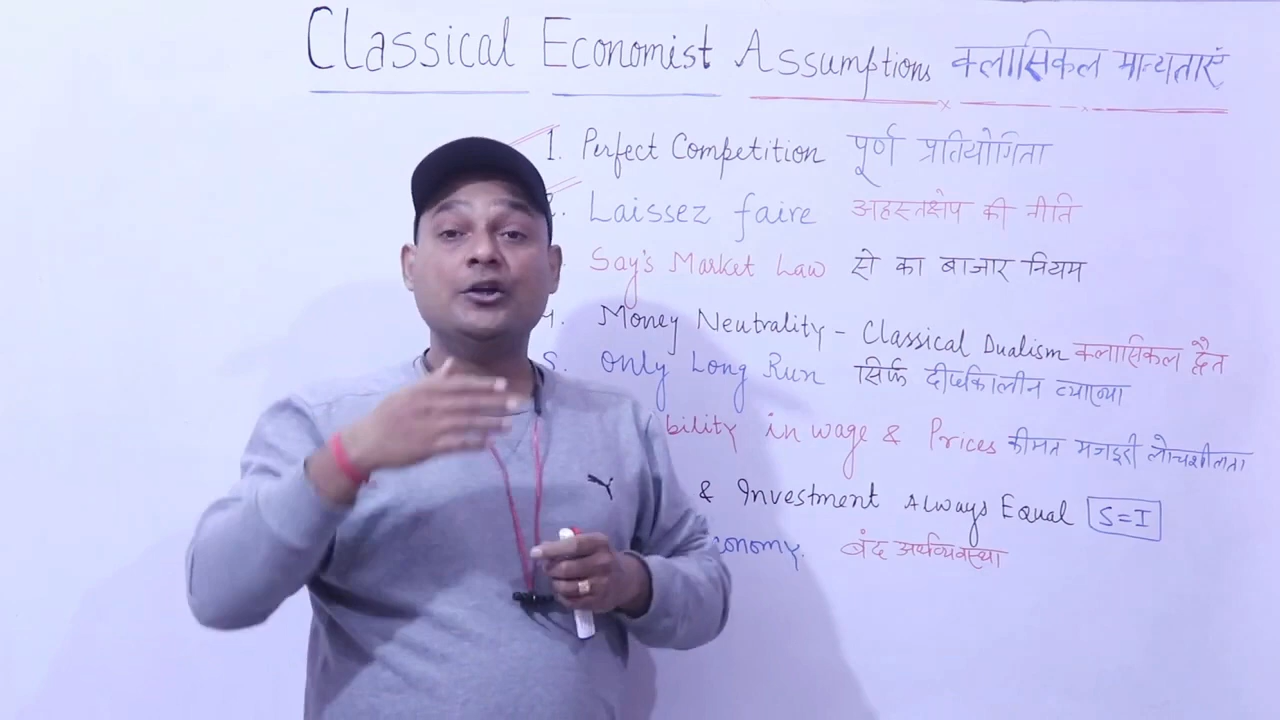 Classical Economist Assumptions क्लासिकल मान्यताएं
1. Perfect Competition पूर्ण प्रतियोगिता
Laissez faire अहस्तक्षेप की नीति
Say's Market Law से का बाजार नियम
4. Money Neutrality - Classical Dualism क्लासिकल द्वैत
5. Only Long Run सिर्फ दीर्घकालीन व्याख्या
bility in wage & Prices कीमत मजदूरी लोचशीलता
& Investment Always Equal S=I
conomy. बंद अर्थव्यवस्था